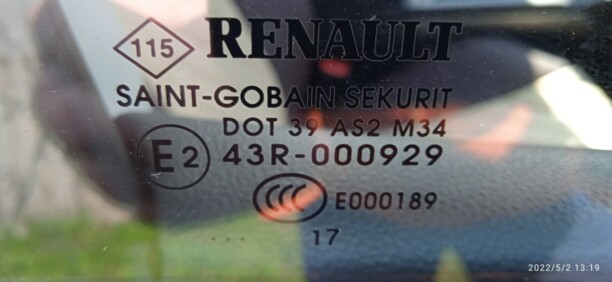 115 RENAULT
SAINT-GOBAIN SEKURIT
DOT 39 AS2 M34
E2 43R-000929
CCC E000189
... 17
2022/5/2 13:19